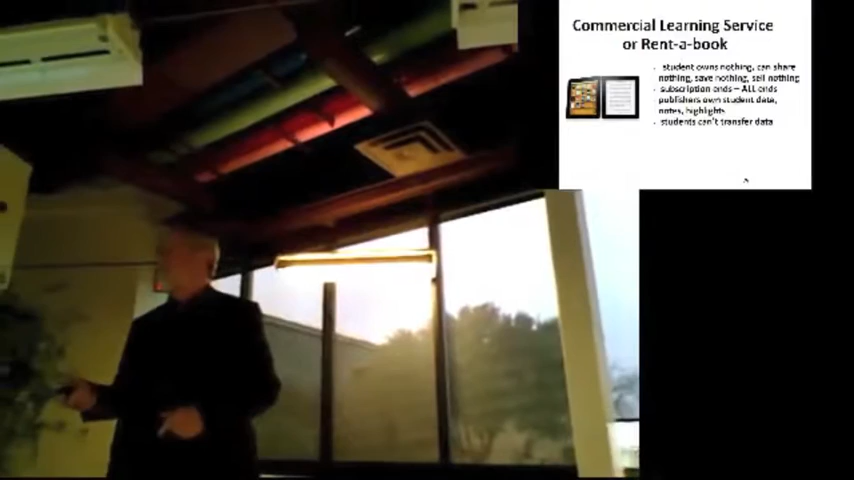 Commercial Learning Service
or Rent-a-book
student owns nothing, can share
nothing, save nothing, sell nothing
subscription ends – ALL ends
publishers own student data,
notes, highlights
students can't transfer data